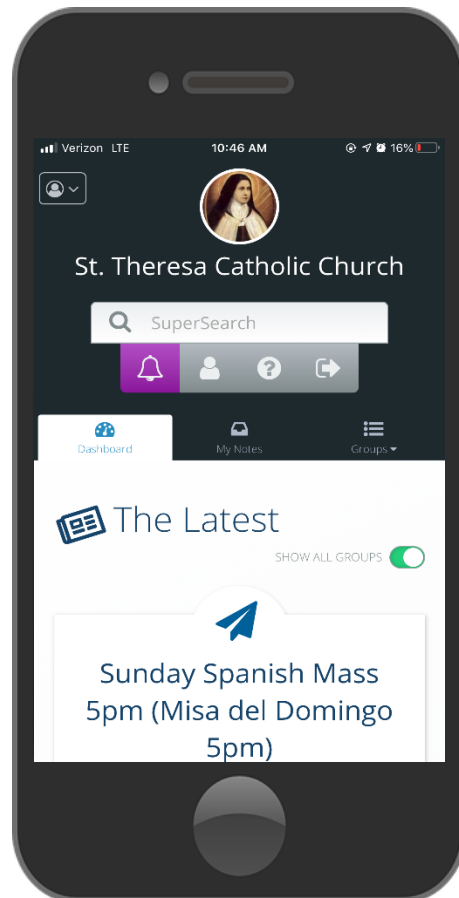 Verizon LTE 10:46 AM 16%
St. Theresa Catholic Church
SuperSearch
Dashboard My Notes Groups
The Latest
SHOW ALL GROUPS
Sunday Spanish Mass
5pm (Misa del Domingo
5pm)